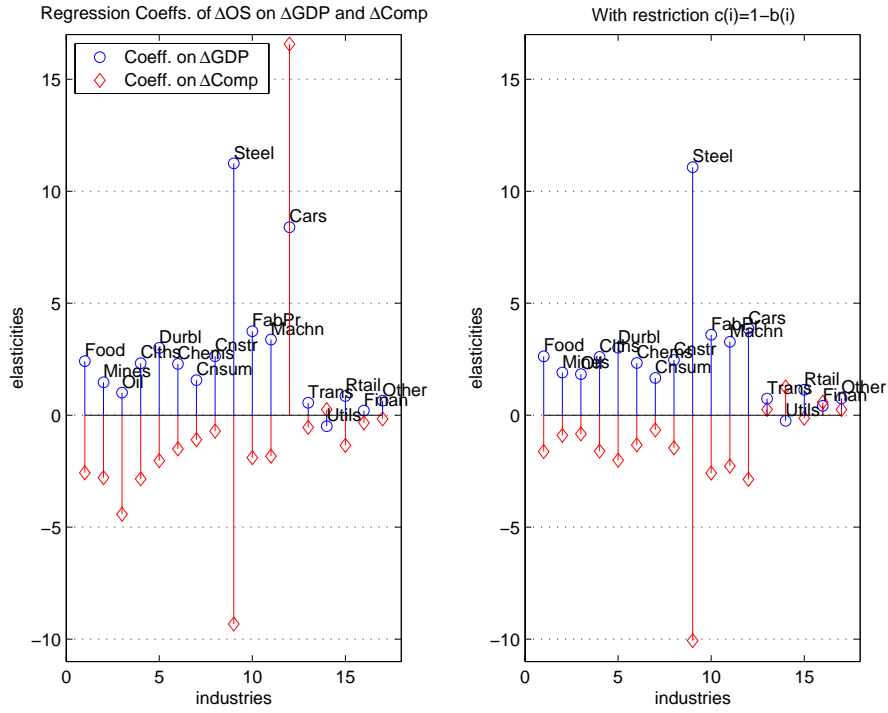 Regression Coeffs. of ΔOS on ΔGDP and ΔComp
Coeff. on ΔGDP
Coeff. on ΔComp
15
10
5
0
−5
−10
elasticities
Food
Mines
Oil
Clths
Durbl
Chems
Cnsum
Cnstr
Steel
FabPr
Machn
Cars
Trans
Utils
Rtail
Finan
Other
0
5
10
15
industries
With restriction c(i)=1−b(i)
15
10
5
0
−5
−10
elasticities
Food
Mines
Oil
Clths
Durbl
Chems
Cnsum
Cnstr
Steel
FabPr
Machn
Cars
Trans
Utils
Rtail
Finan
Other
0
5
10
15
industries